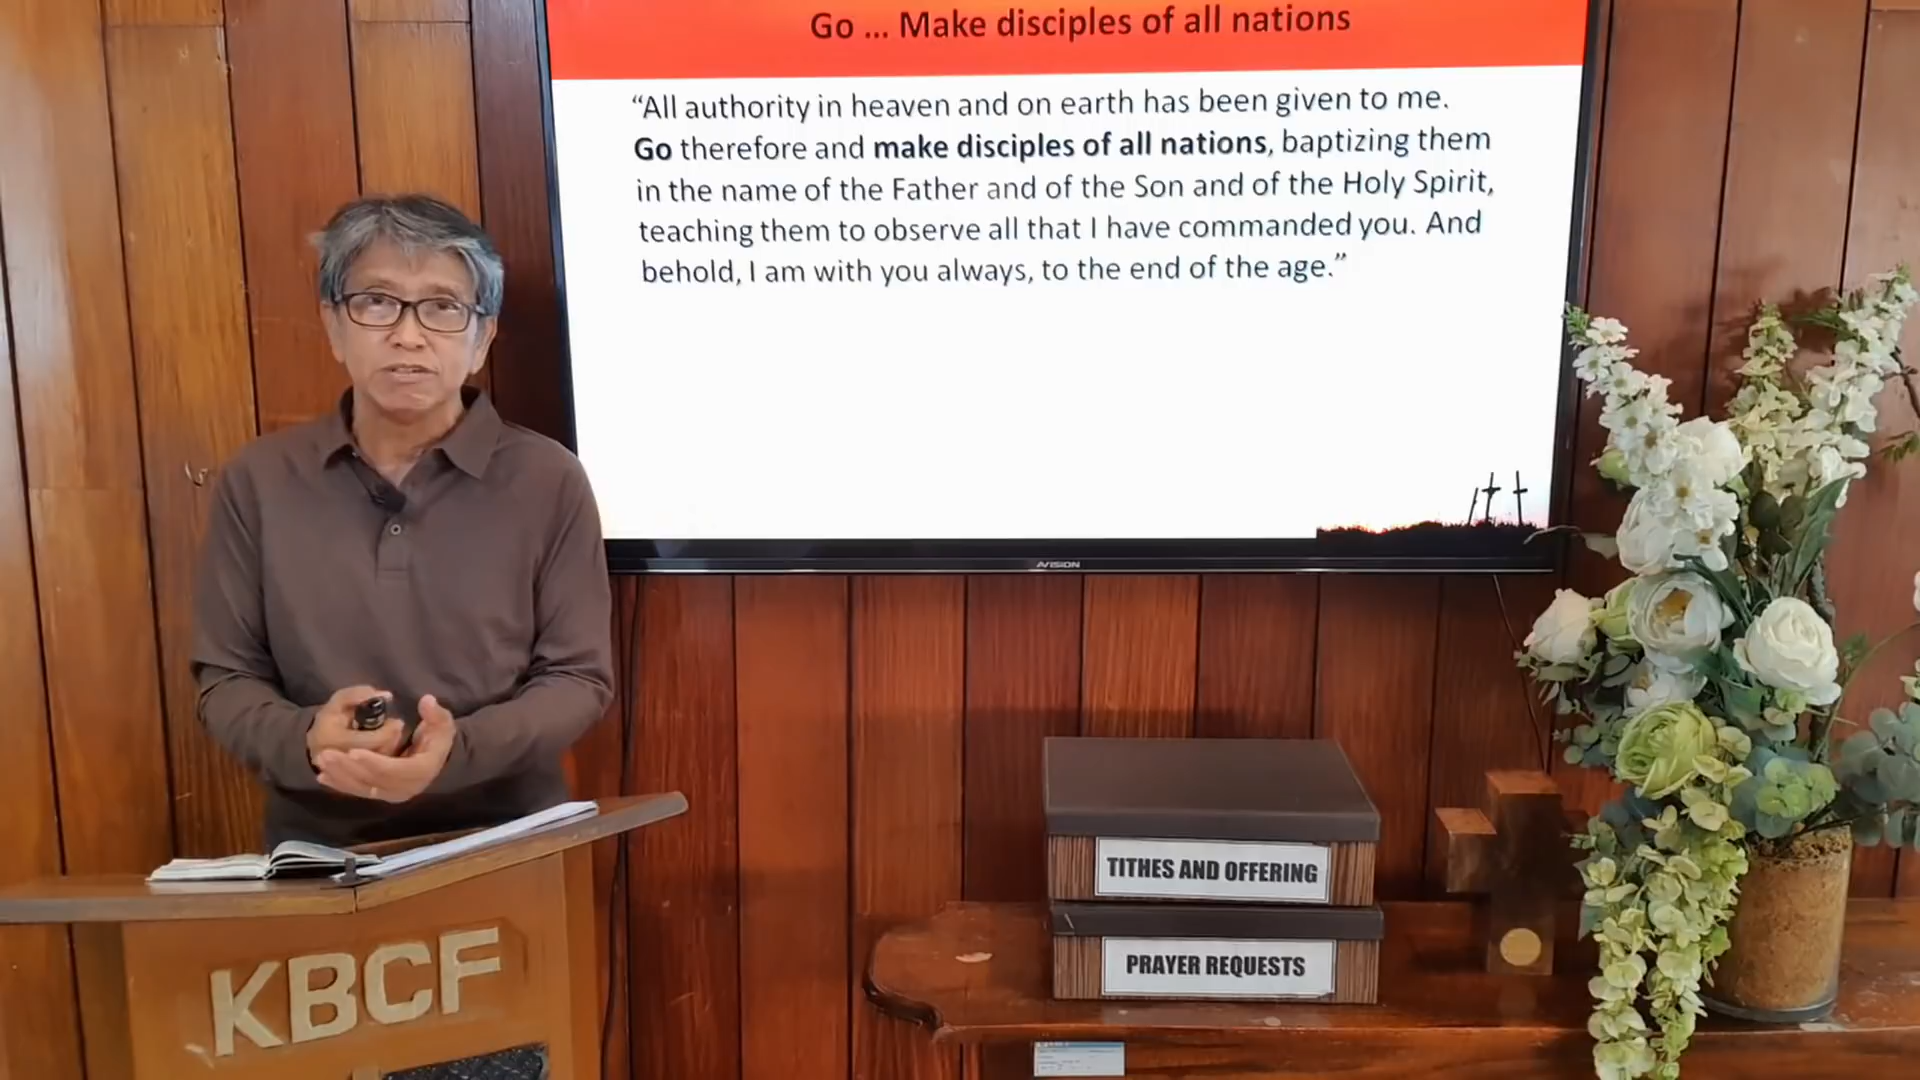 Go ... Make disciples of all nations
“All authority in heaven and on earth has been given to me.
Go therefore and make disciples of all nations, baptizing them
in the name of the Father and of the Son and of the Holy Spirit,
teaching them to observe all that I have commanded you. And
behold, I am with you always, to the end of the age.”
AVISION
TITHES AND OFFERING
PRAYER REQUESTS
KBCF